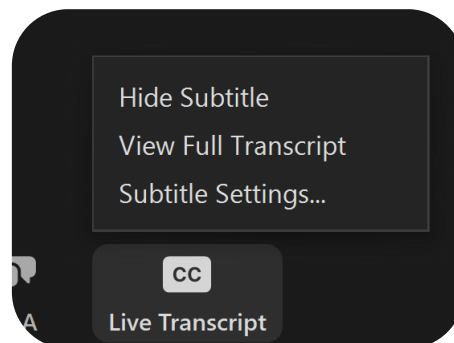 Hide Subtitle
View Full Transcript
Subtitle Settings...
CC
A
Live Transcript